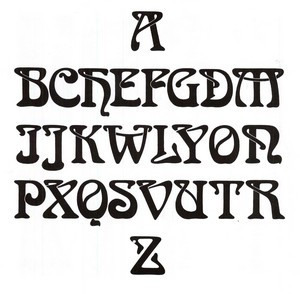 A
BCHEFGDM
IJKWLYON
PXQSVUTR
Z